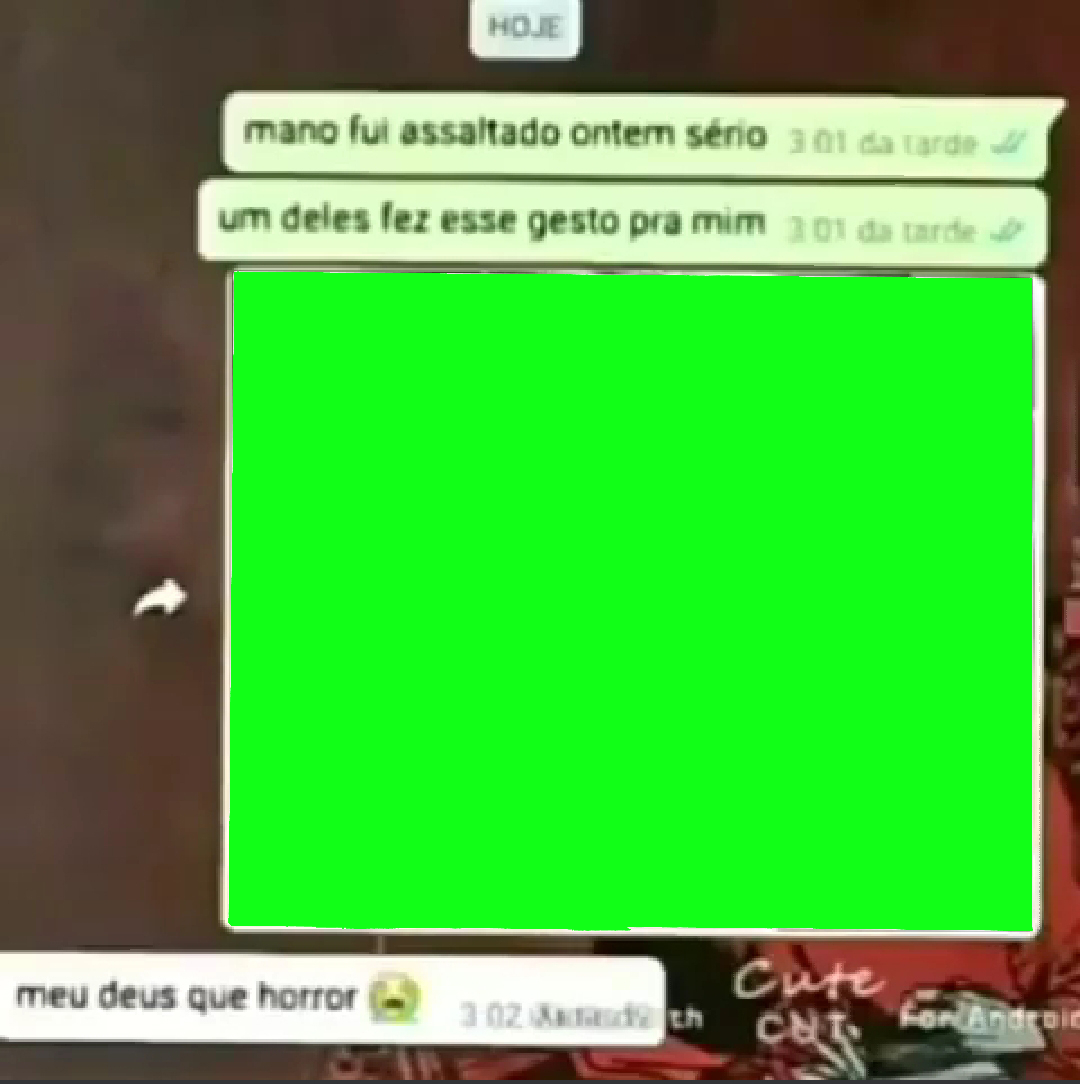 HOJE
mano fui assaltado ontem sério 3 01 da tarde
um deles fez esse gesto pra mim 3 01 da tarde
meu deus que horror 3 02
Cute
CUT
For Android